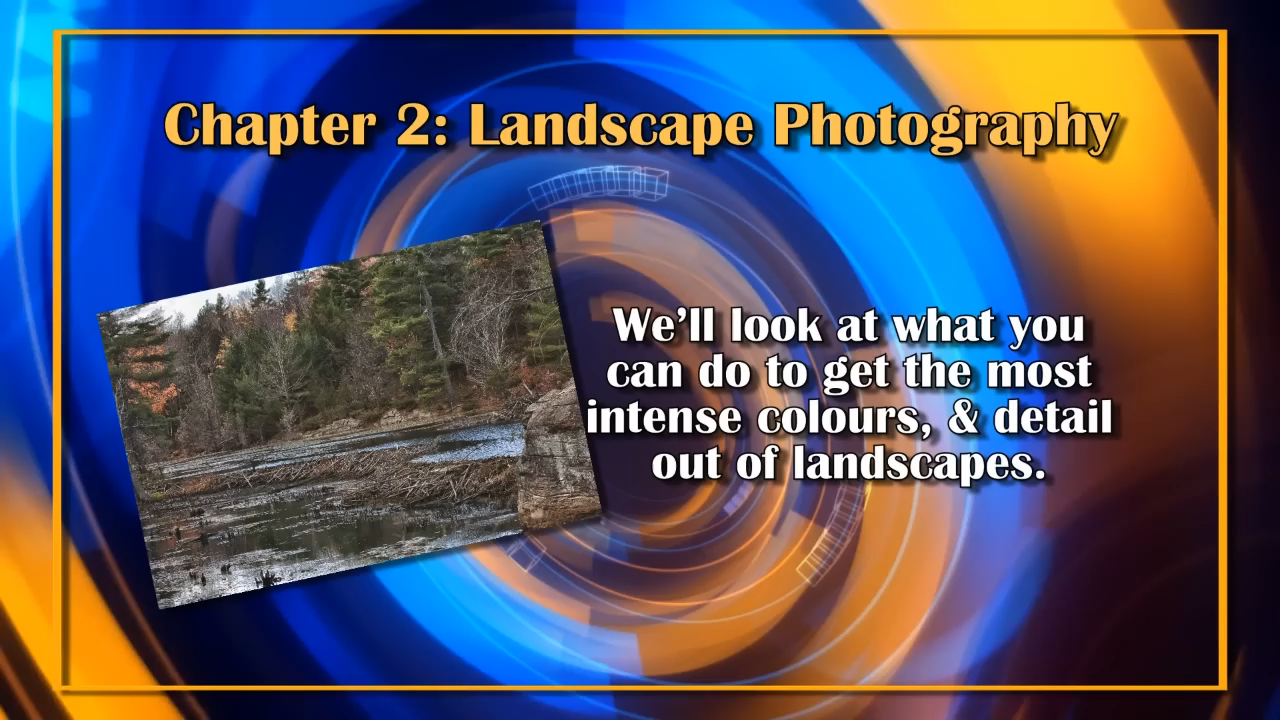 Chapter 2: Landscape Photography
We’ll look at what you
can do to get the most
intense colours, & detail
out of landscapes.